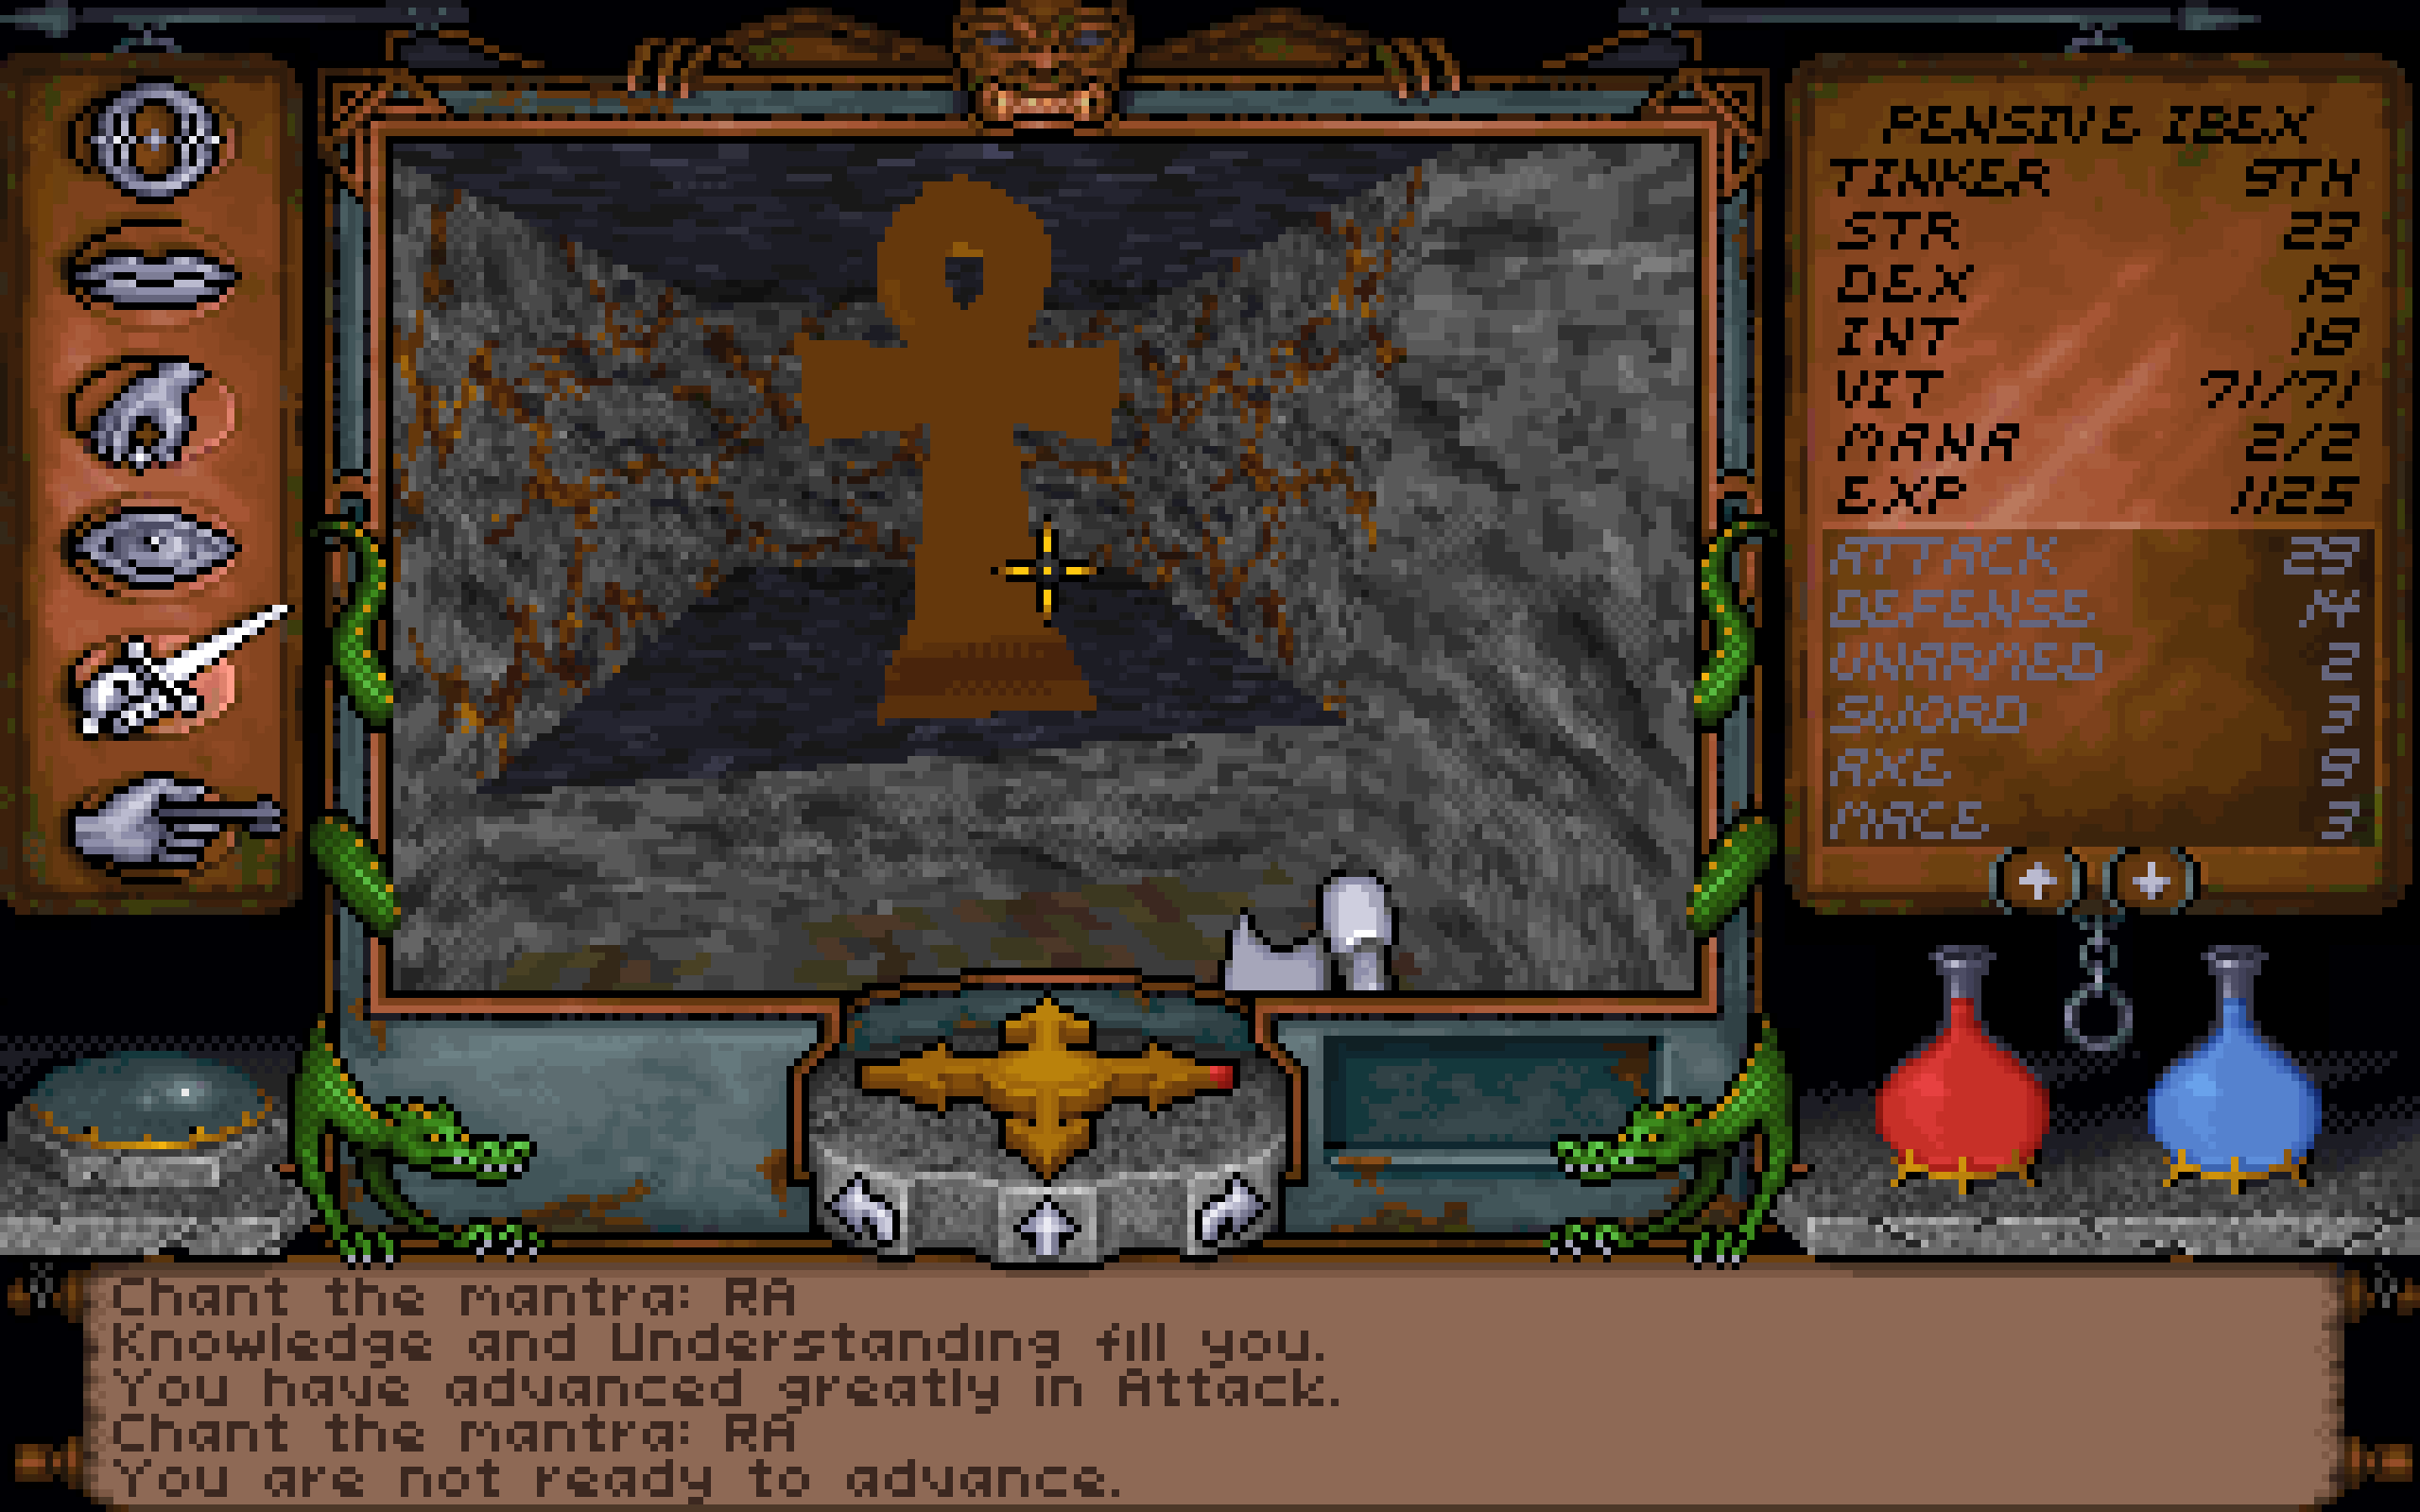 PENSIVE IBEX
TINKER 9TH
STR 23
DEX 19
INT 18
VIT 71/71
MANA 2/2
EXP 1125
ATTACK 29
DEFENSE 14
UNARMED 2
SWORD 3
AXE 9
MACE 3
Chant the mantra: RA
Knowledge and Understanding fill you.
You have advanced greatly in Attack.
Chant the mantra: RA
You are not ready to advance.